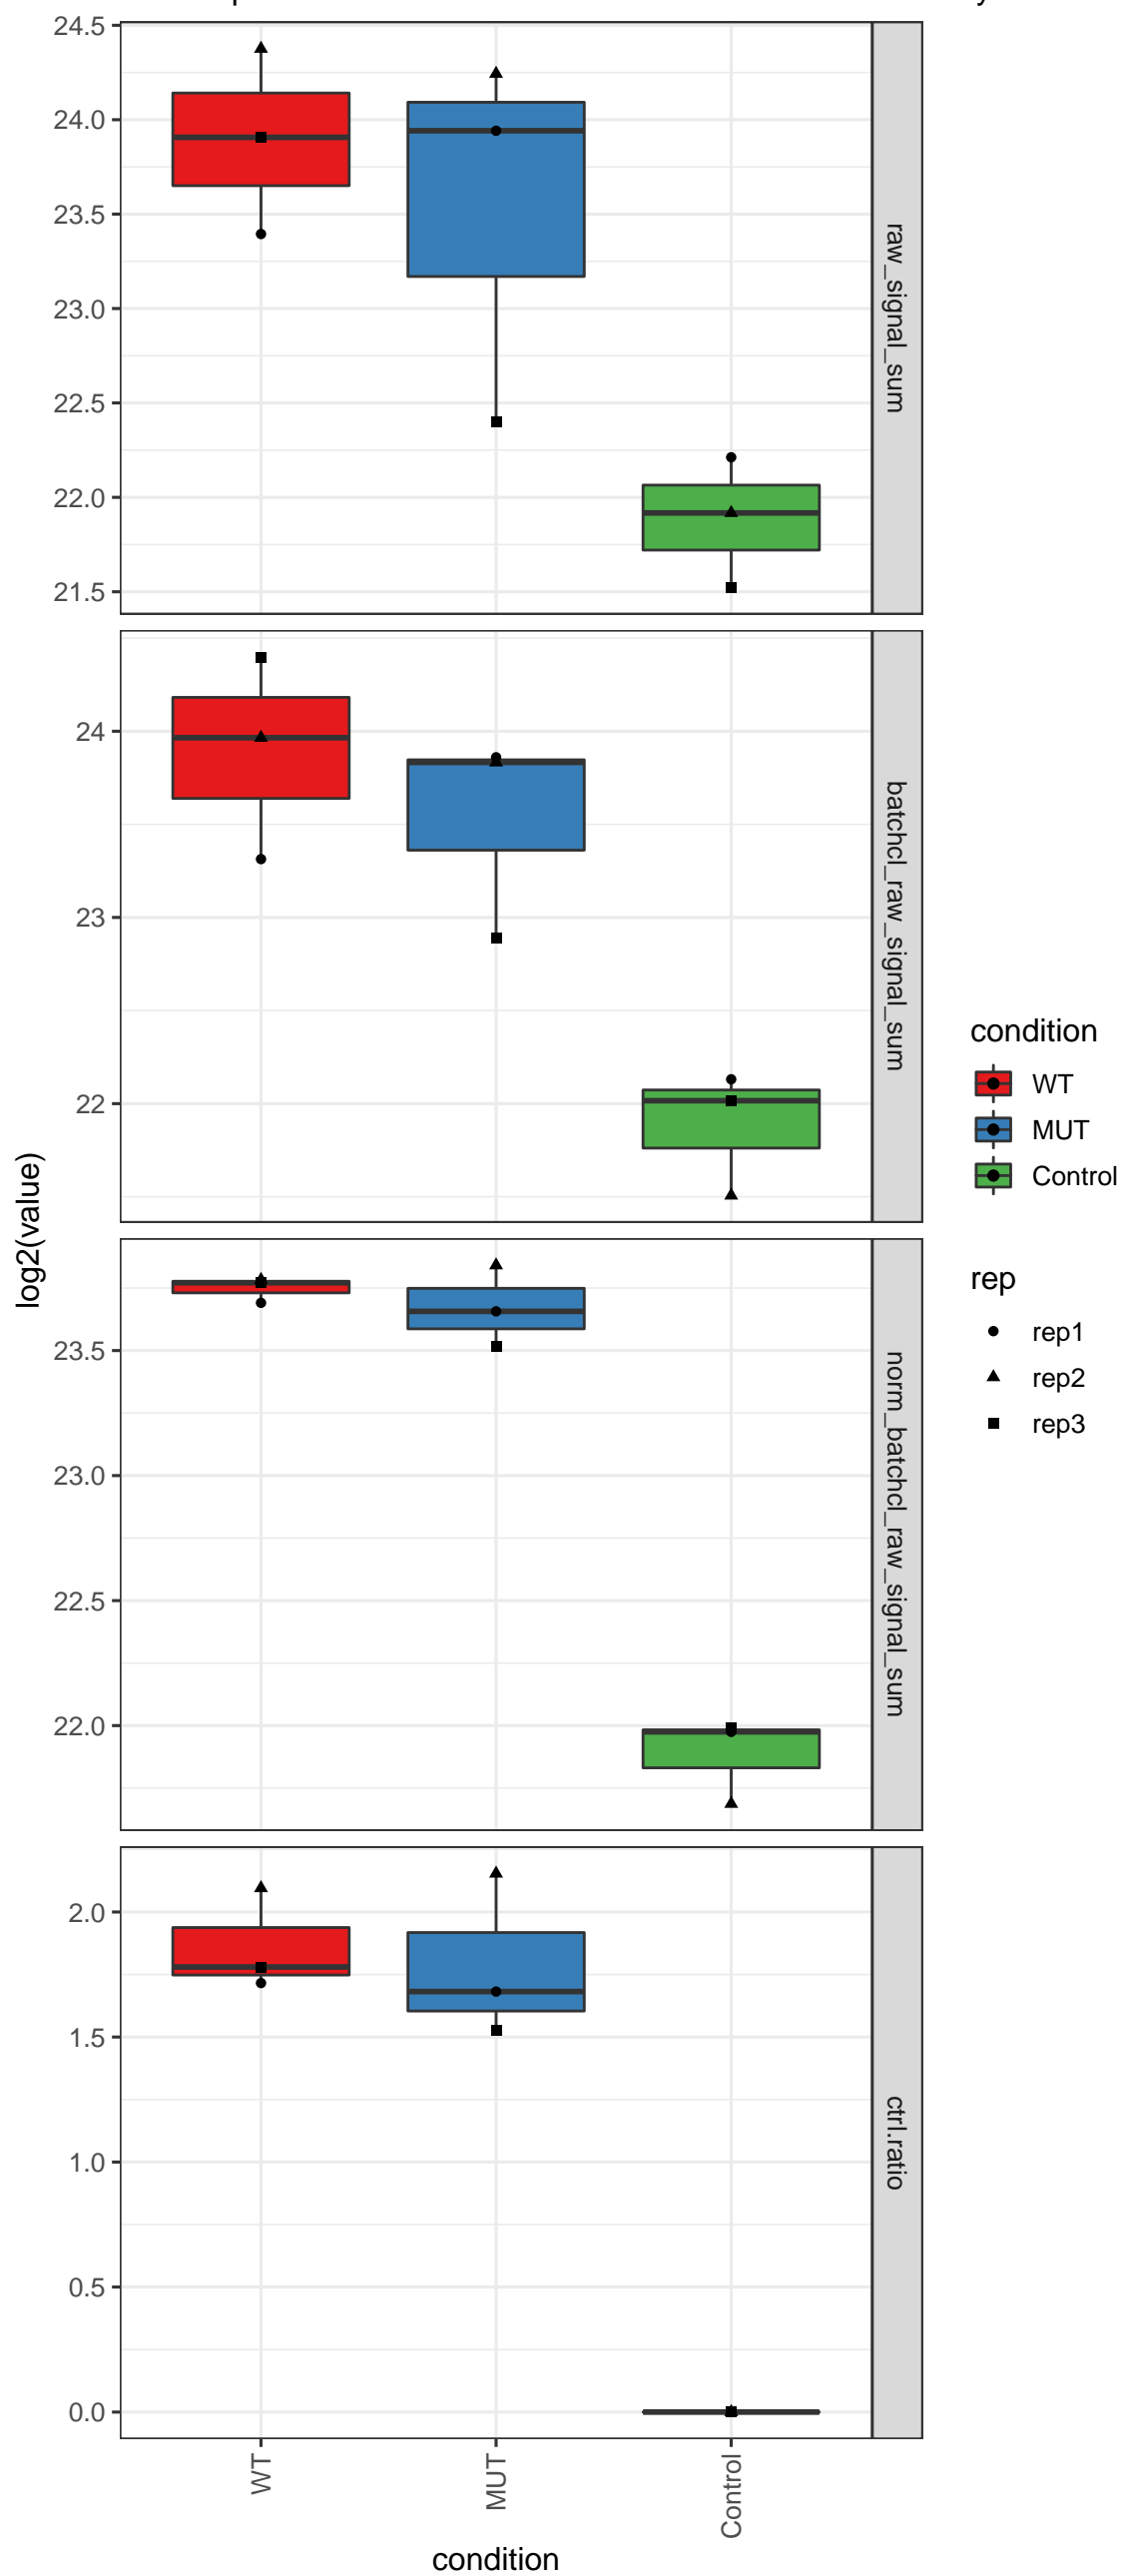 24.5
24.0
23.5
23.0
22.5
22.0
21.5
raw_signal_sum
24
23
22
batchcl_raw_signal_sum
23.5
23.0
22.5
22.0
norm_batchcl_raw_signal_sum
2.0
1.5
1.0
0.5
0.0
ctrl.ratio
WT
MUT
Control
condition
log2(value)
condition
WT
MUT
Control
rep
rep1
rep2
rep3